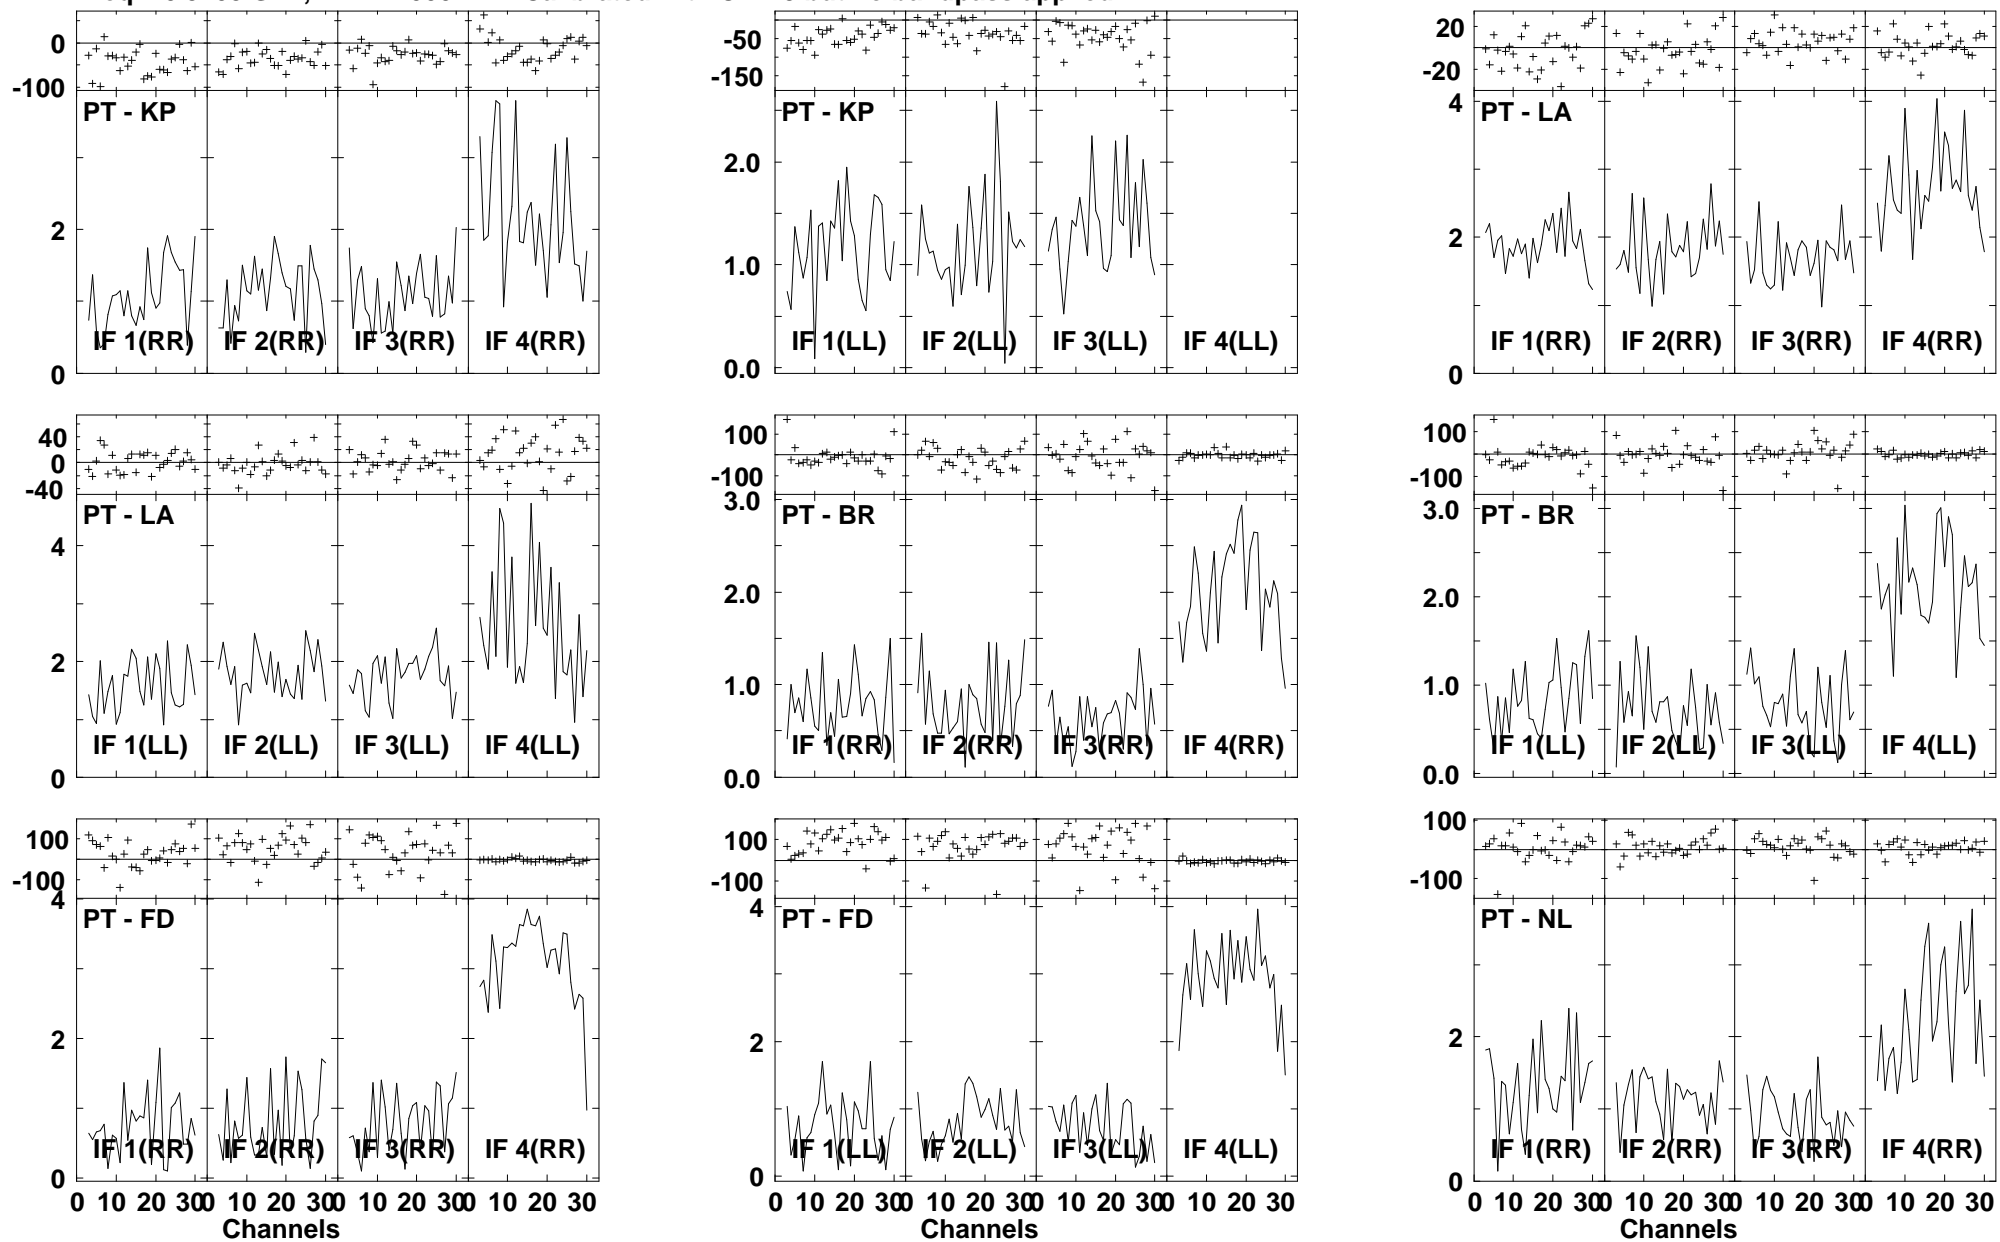 0
-100
PT - KP
2
0
IF 1(RR) IF 2(RR) IF 3(RR) IF 4(RR)
-50
-150
PT - KP
2.0
1.0
0.0
IF 1(LL) IF 2(LL) IF 3(LL) IF 4(LL)
20
-20
4
PT - LA
2
0
IF 1(RR) IF 2(RR) IF 3(RR) IF 4(RR)
40
0
-40
PT - LA
4
2
0
IF 1(LL) IF 2(LL) IF 3(LL) IF 4(LL)
100
-100
3.0
PT - BR
2.0
1.0
0.0
IF 1(RR) IF 2(RR) IF 3(RR) IF 4(RR)
100
-100
3.0
PT - BR
2.0
1.0
0.0
IF 1(LL) IF 2(LL) IF 3(LL) IF 4(LL)
100
-100
4
PT - FD
2
0
IF 1(RR) IF 2(RR) IF 3(RR) IF 4(RR)
0 10 20 30 0 10 20 30 0 10 20 30 0 10 20 30
Channels
100
-100
4
PT - FD
2
0
IF 1(LL) IF 2(LL) IF 3(LL) IF 4(LL)
0 10 20 30 0 10 20 30 0 10 20 30 0 10 20 30
Channels
100
-100
PT - NL
2
0
IF 1(RR) IF 2(RR) IF 3(RR) IF 4(RR)
0 10 20 30 0 10 20 30 0 10 20 30 0 10 20 30
Channels